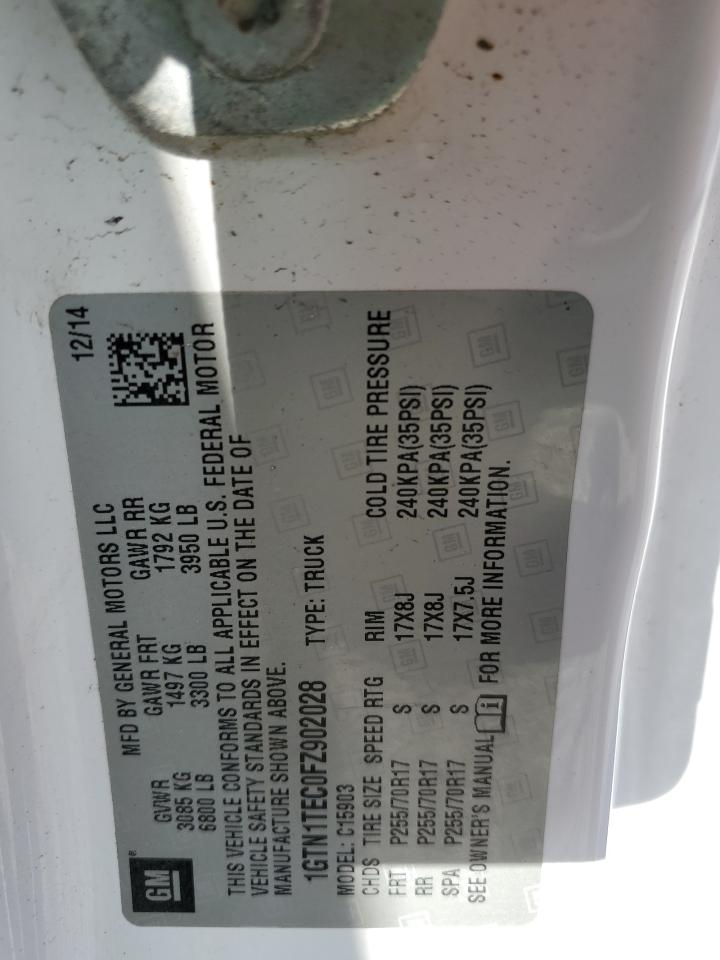 GM®
MFD BY GENERAL MOTORS LLC 12/14
GVWR GAWR FRT GAWR RR
3085 KG 1497 KG 1792 KG
6800 LB 3300 LB 3950 LB
THIS VEHICLE CONFORMS TO ALL APPLICABLE U.S. FEDERAL MOTOR
VEHICLE SAFETY STANDARDS IN EFFECT ON THE DATE OF
MANUFACTURE SHOWN ABOVE.
1GTN1TEC0FZ902028 TYPE: TRUCK
MODEL: C15903
CHDS TIRE SIZE SPEED RTG RIM COLD TIRE PRESSURE
FRT P255/70R17 S 17X8J 240KPA(35PSI)
RR P255/70R17 S 17X8J 240KPA(35PSI)
SPA P255/70R17 S 17X7.5J 240KPA(35PSI)
SEE OWNER'S MANUAL FOR MORE INFORMATION.